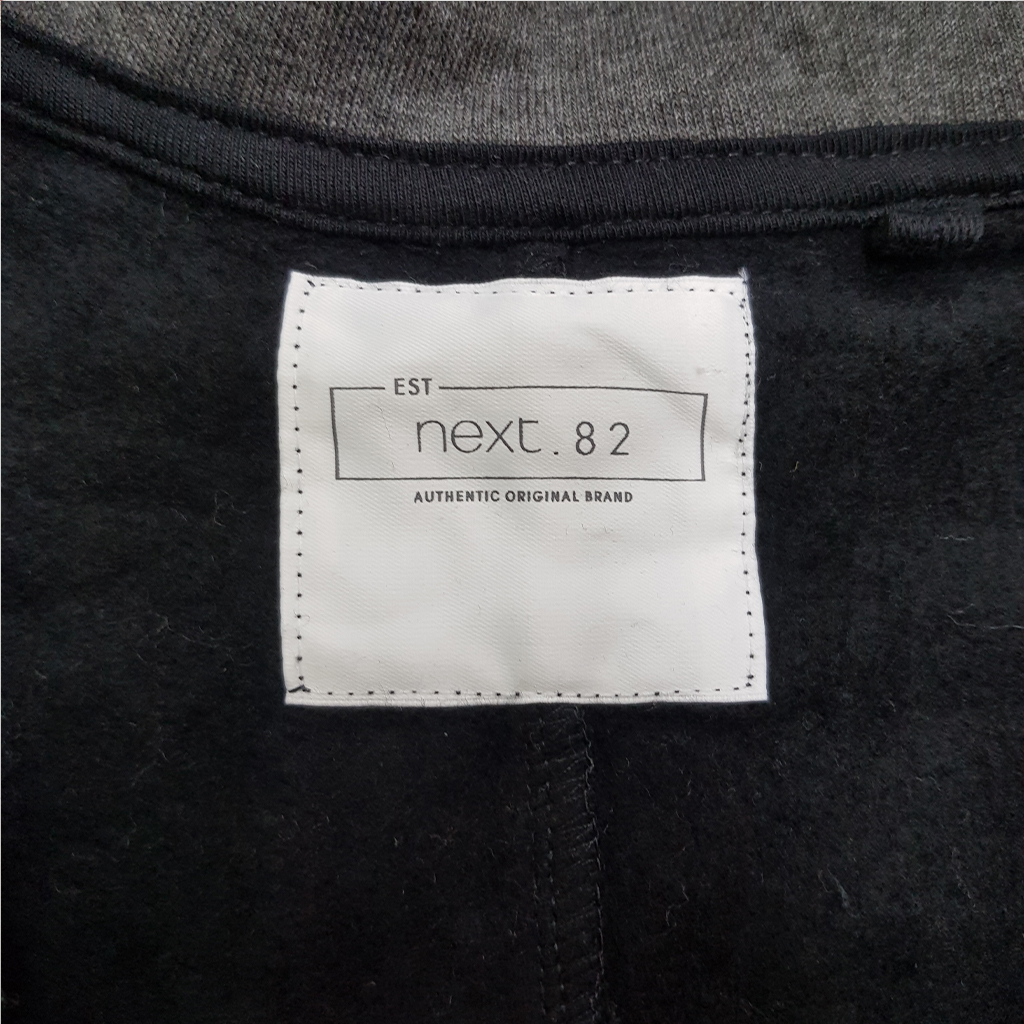 EST
next.82
AUTHENTIC ORIGINAL BRAND